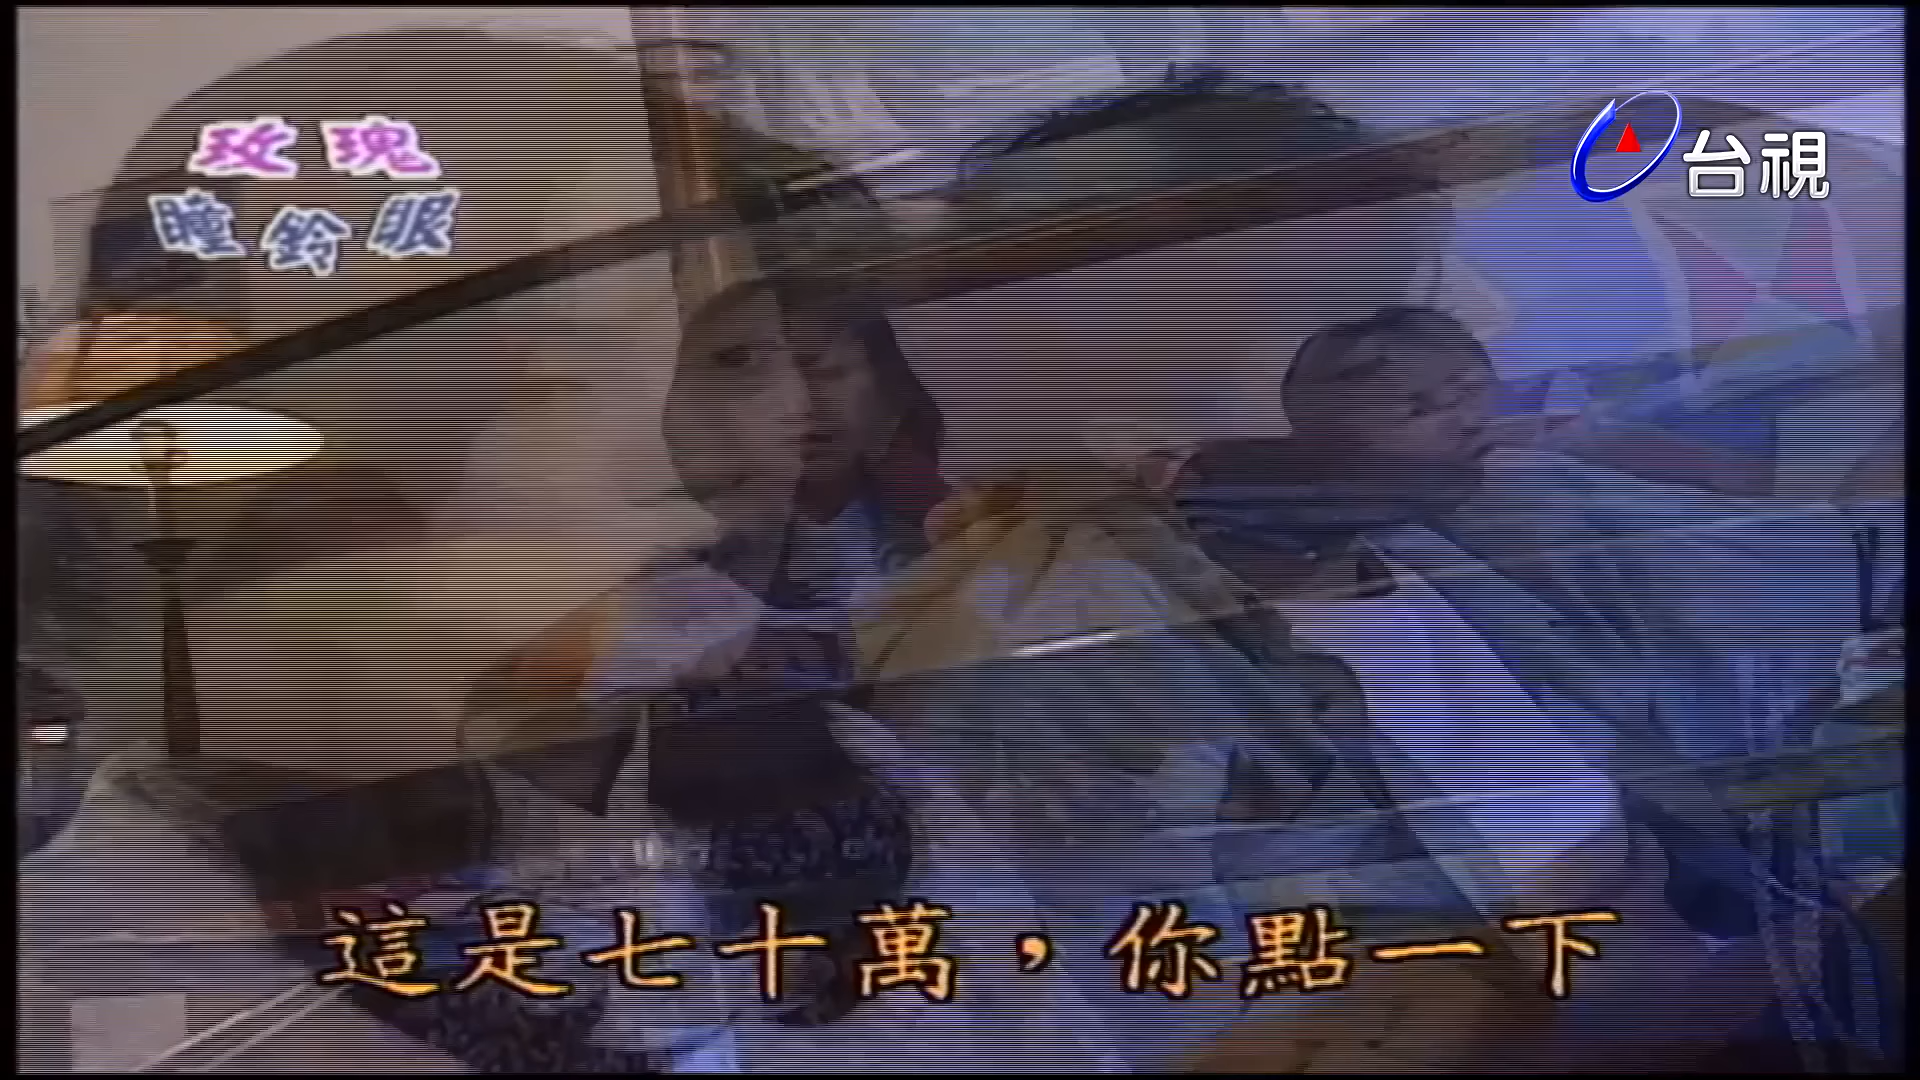 玫瑰
瞳鈴眼
台視
這是七十萬，你點一下